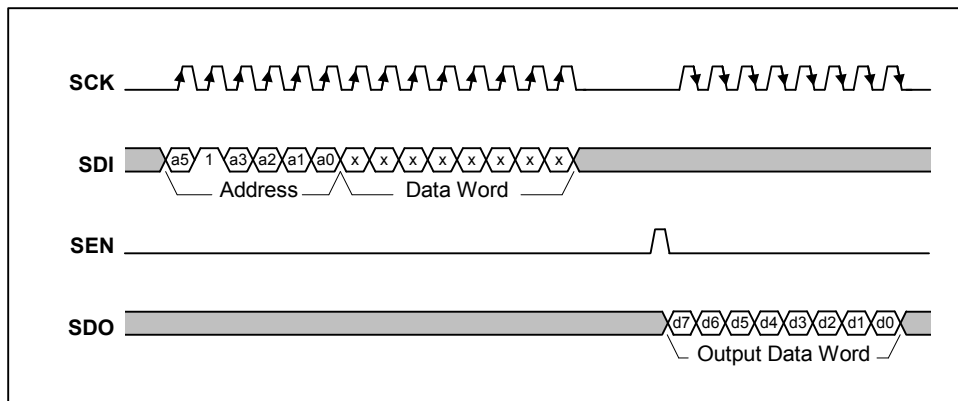 SCK
SDI a5 1 a3 a2 a1 a0 x x x x x x x x
Address Data Word
SEN
SDO d7 d6 d5 d4 d3 d2 d1 d0
Output Data Word